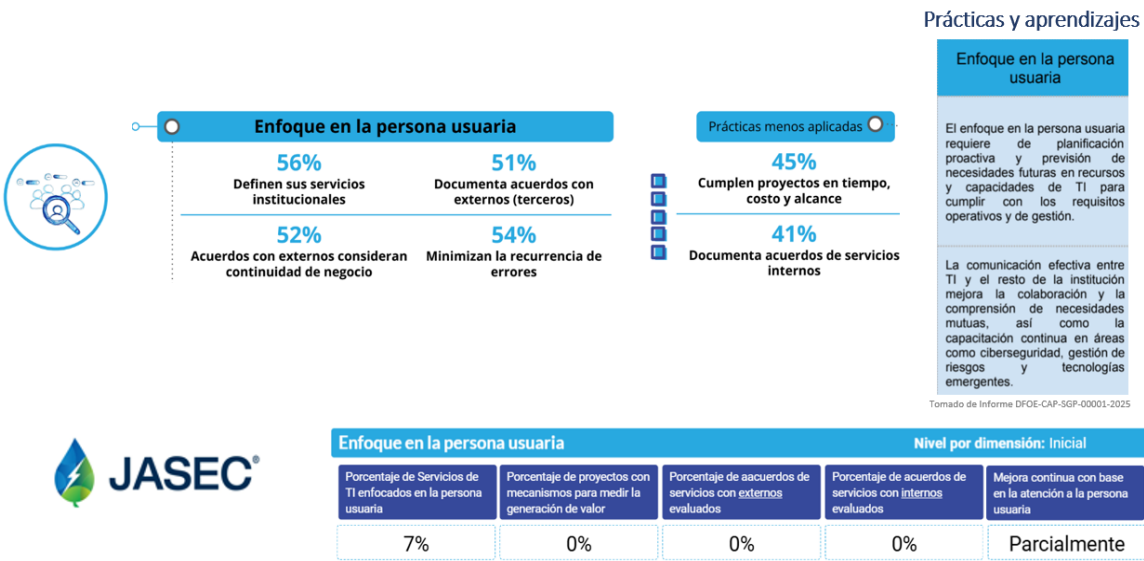 Prácticas y aprendizajes
Enfoque en la persona
usuaria
El enfoque en la persona usuaria
requiere de planificación
proactiva y previsión de
necesidades futuras en recursos
y capacidades de TI para
cumplir con los requisitos
operativos y de gestión.
La comunicación efectiva entre
TI y el resto de la institución
mejora la colaboración y la
comprensión de necesidades
mutuas, así como la
capacitación continua en áreas
como ciberseguridad, gestión de
riesgos y tecnologías
emergentes.
Tomado de Informe DFOE-CAP-SGP-00001-2025
Enfoque en la persona usuaria
56%
Definen sus servicios
institucionales
51%
Documenta acuerdos con
externos (terceros)
52%
Acuerdos con externos consideran
continuidad de negocio
54%
Minimizan la recurrencia de
errores
Prácticas menos aplicadas
45%
Cumplen proyectos en tiempo,
costo y alcance
41%
Documenta acuerdos de servicios
internos
JASEC®
Enfoque en la persona usuaria
Nivel por dimensión: Inicial
Porcentaje de Servicios de
TI enfocados en la persona
usuaria
Porcentaje de proyectos con
mecanismos para medir la
generación de valor
Porcentaje de aacuerdos de
servicios con externos
evaluados
Porcentaje de acuerdos de
servicios con internos
evaluados
Mejora continua con base
en la atención a la persona
usuaria
7%
0%
0%
0%
Parcialmente